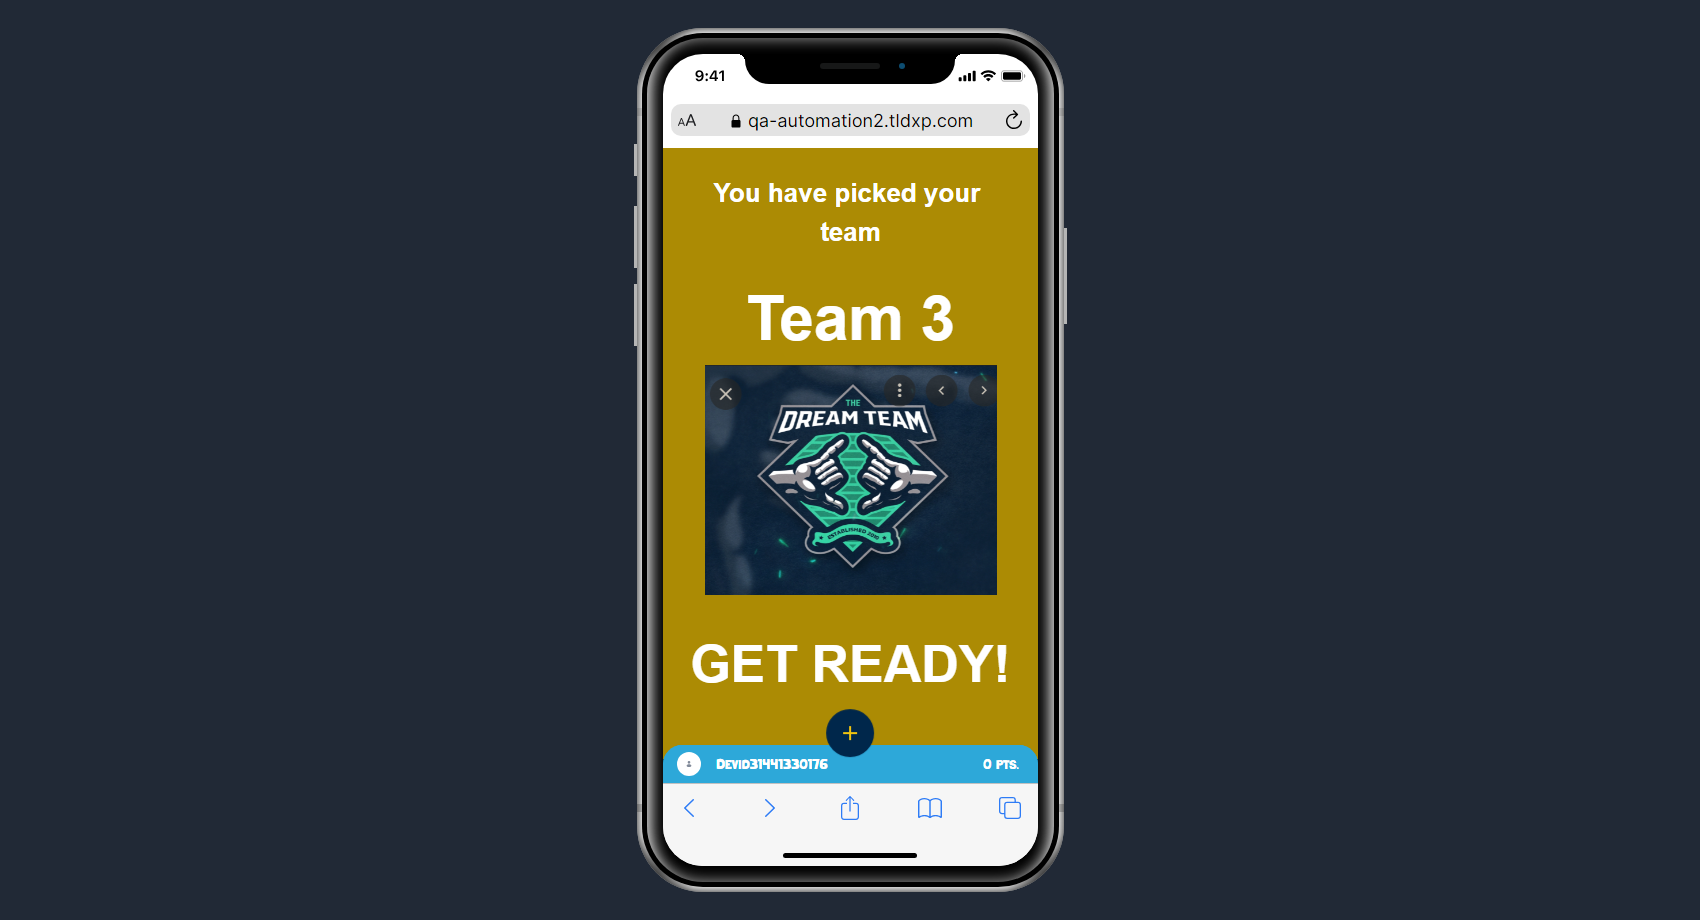 9:41
AA
qa-automation2.tldxp.com
You have picked your
team
Team 3
THE
DREAM TEAM
ESTABLISHED 2010
GET READY!
+
Devid31441330176
0 PTS.